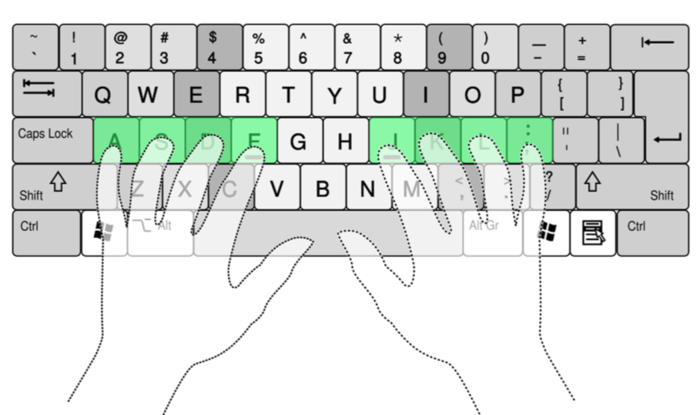 ~ ! @ # $ % ^ & * ( ) — +
` 1 2 3 4 5 6 7 8 9 0 - =
Q W E R T Y U I O P { }
[ ]
Caps Lock A S D F G H J K L : " |
; ' \
Shift Z X C V B N M < > ? Shift
, . /
Ctrl Alt Alt Gr Ctrl